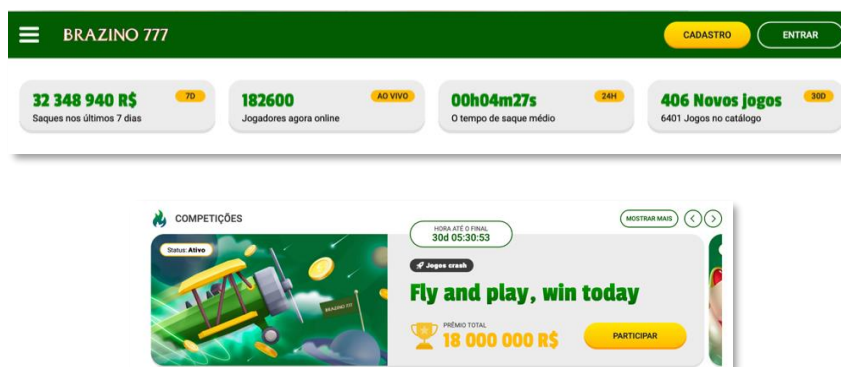 BRAZINO 777
CADASTRO
ENTRAR
32 348 940 R$
7D
Saques nos últimos 7 dias
182600
AO VIVO
Jogadores agora online
00h04m27s
24H
O tempo de saque médio
406 Novos jogos
30D
6401 Jogos no catálogo
COMPETIÇÕES
MOSTRAR MAIS
HORA ATÉ O FINAL
30d 05:30:53
Status: Ativo
Jogos crash
Fly and play, win today
BRAZINO 777
PRÊMIO TOTAL
18 000 000 R$
PARTICIPAR